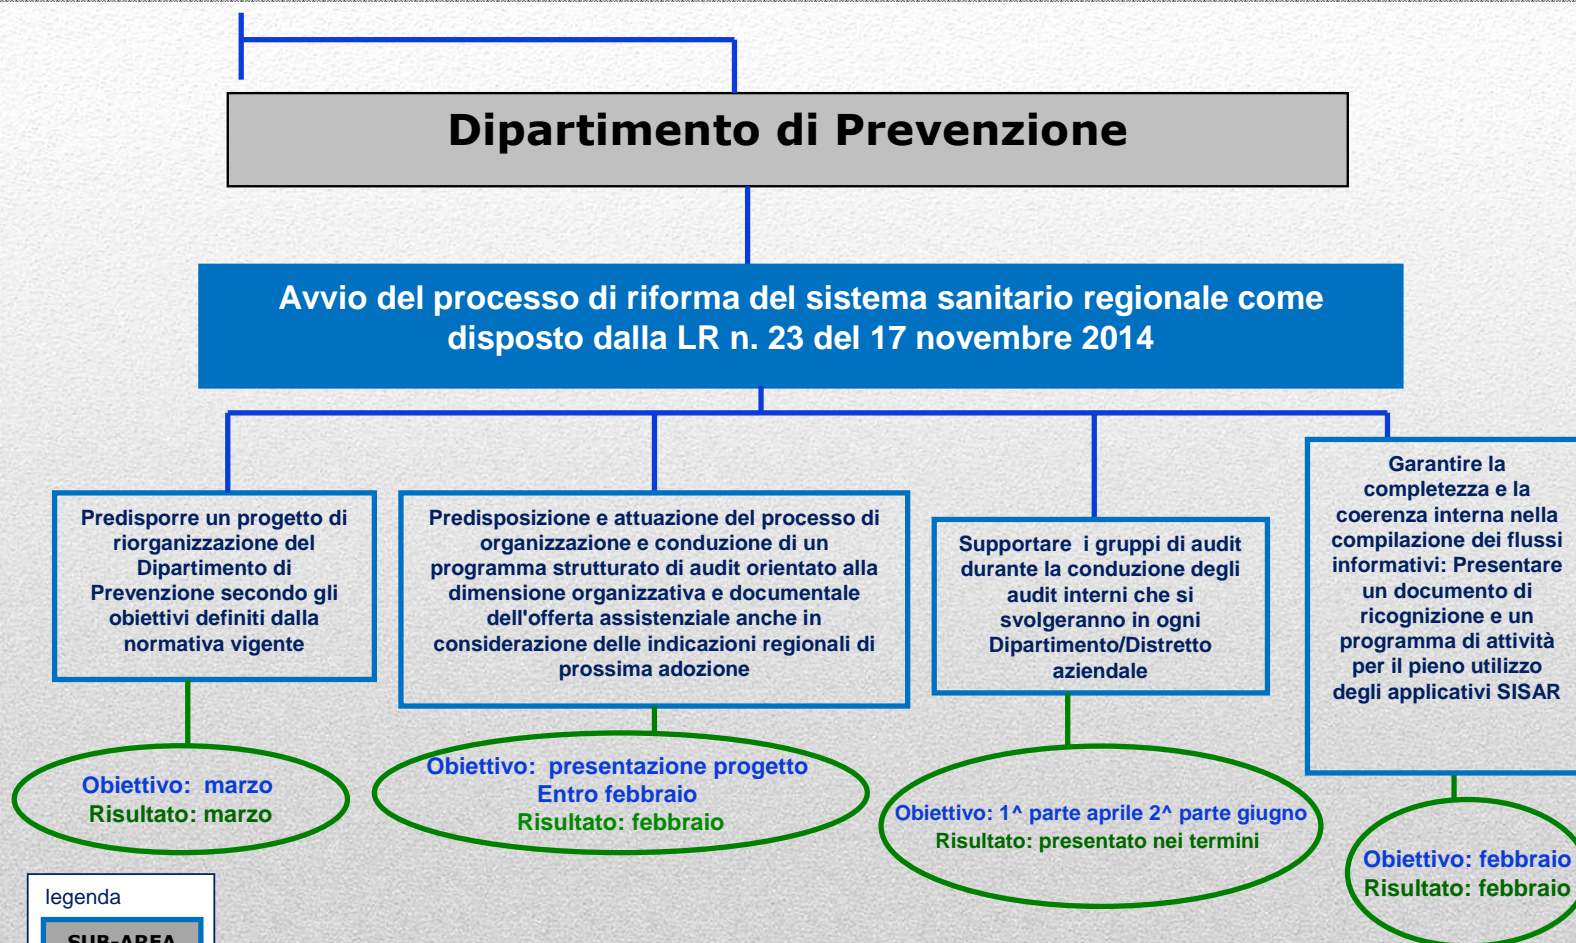 Dipartimento di Prevenzione
Avvio del processo di riforma del sistema sanitario regionale come
disposto dalla LR n. 23 del 17 novembre 2014
Predisporre un progetto di
riorganizzazione del
Dipartimento di
Prevenzione secondo gli
obiettivi definiti dalla
normativa vigente
Predisposizione e attuazione del processo di
organizzazione e conduzione di un
programma strutturato di audit orientato alla
dimensione organizzativa e documentale
dell'offerta assistenziale anche in
considerazione delle indicazioni regionali di
prossima adozione
Supportare i gruppi di audit
durante la conduzione degli
audit interni che si
svolgeranno in ogni
Dipartimento/Distretto
aziendale
Garantire la
completezza e la
coerenza interna nella
compilazione dei flussi
informativi: Presentare
un documento di
ricognizione e un
programma di attività
per il pieno utilizzo
degli applicativi SISAR
Obiettivo: marzo
Risultato: marzo
Obiettivo: presentazione progetto
Entro febbraio
Risultato: febbraio
Obiettivo: 1^ parte aprile 2^ parte giugno
Risultato: presentato nei termini
Obiettivo: febbraio
Risultato: febbraio
legenda
SUB-AREA